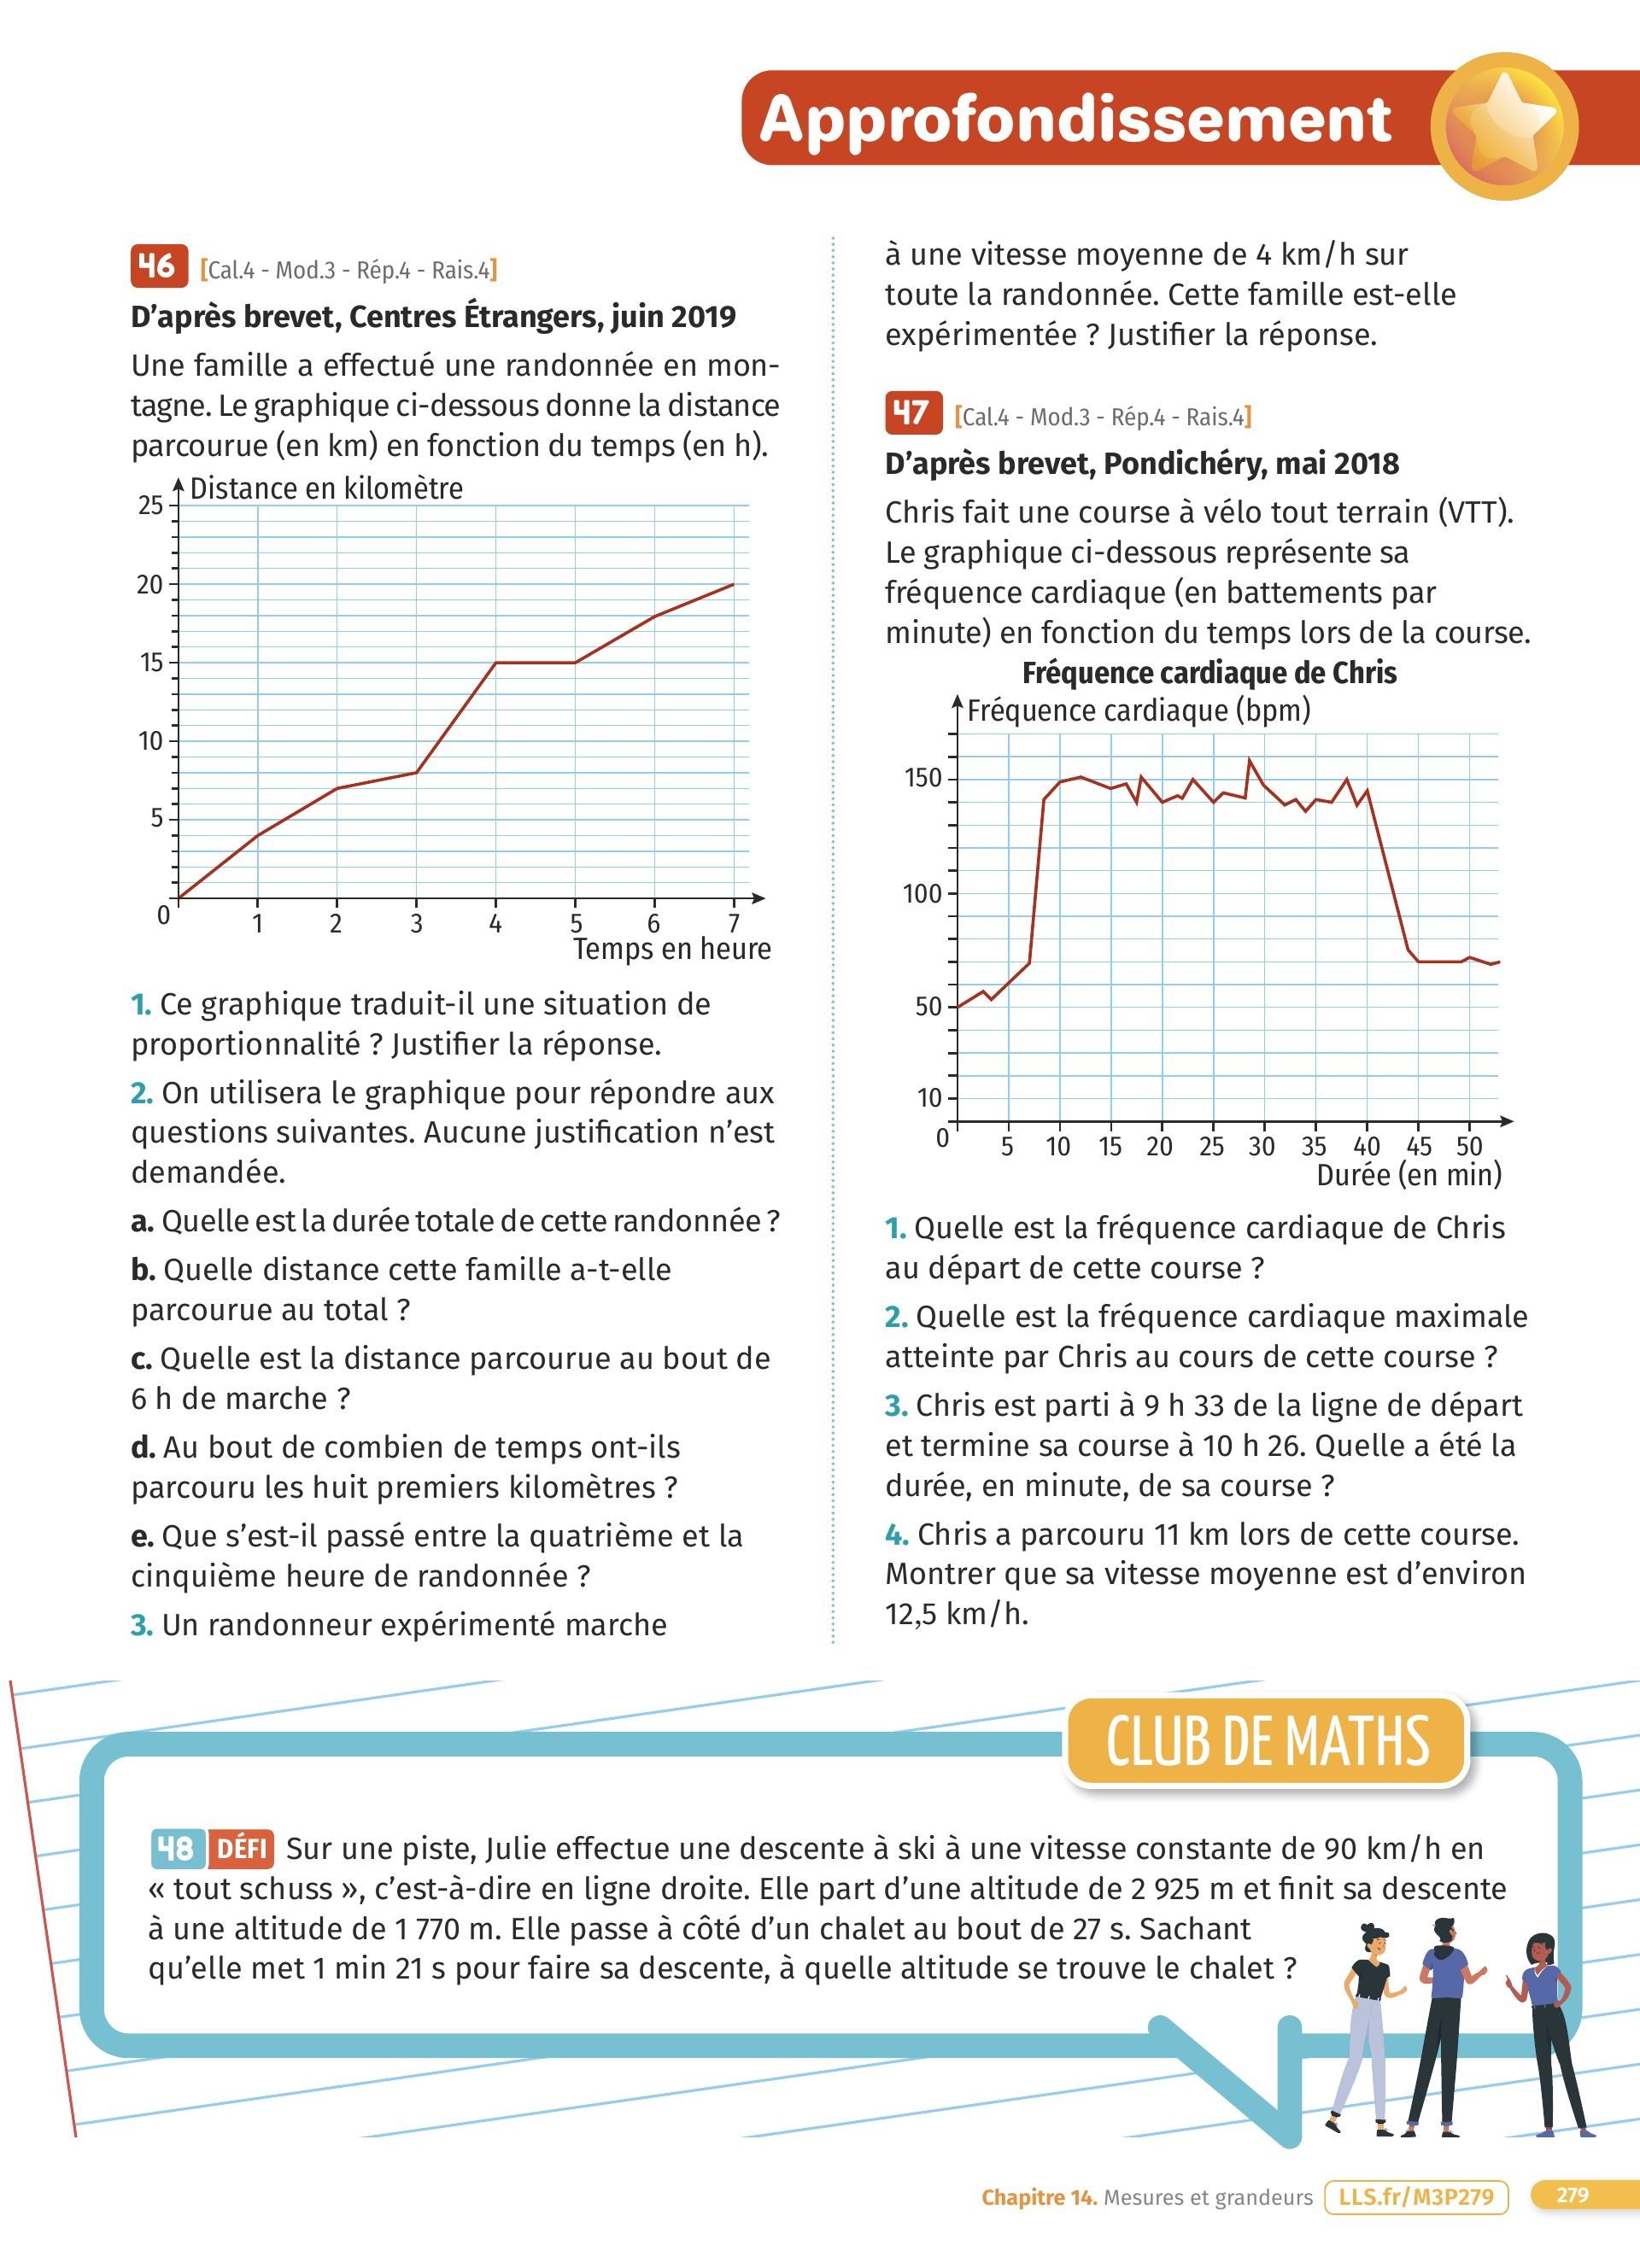 Approfondissement
46 [Cal.4 - Mod.3 - Rép.4 - Rais.4]
D’après brevet, Centres Étrangers, juin 2019
Une famille a effectué une randonnée en mon-
tagne. Le graphique ci-dessous donne la distance
parcourue (en km) en fonction du temps (en h).
Distance en kilomètre
25
20
15
10
5
0
1 2 3 4 5 6 7
Temps en heure
1. Ce graphique traduit-il une situation de
proportionnalité ? Justifier la réponse.
2. On utilisera le graphique pour répondre aux
questions suivantes. Aucune justification n’est
demandée.
a. Quelle est la durée totale de cette randonnée ?
b. Quelle distance cette famille a-t-elle
parcourue au total ?
c. Quelle est la distance parcourue au bout de
6 h de marche ?
d. Au bout de combien de temps ont-ils
parcouru les huit premiers kilomètres ?
e. Que s’est-il passé entre la quatrième et la
cinquième heure de randonnée ?
3. Un randonneur expérimenté marche
à une vitesse moyenne de 4 km/h sur
toute la randonnée. Cette famille est-elle
expérimentée ? Justifier la réponse.
47 [Cal.4 - Mod.3 - Rép.4 - Rais.4]
D’après brevet, Pondichéry, mai 2018
Chris fait une course à vélo tout terrain (VTT).
Le graphique ci-dessous représente sa
fréquence cardiaque (en battements par
minute) en fonction du temps lors de la course.
Fréquence cardiaque de Chris
Fréquence cardiaque (bpm)
150
100
50
10
0
5 10 15 20 25 30 35 40 45 50
Durée (en min)
1. Quelle est la fréquence cardiaque de Chris
au départ de cette course ?
2. Quelle est la fréquence cardiaque maximale
atteinte par Chris au cours de cette course ?
3. Chris est parti à 9 h 33 de la ligne de départ
et termine sa course à 10 h 26. Quelle a été la
durée, en minute, de sa course ?
4. Chris a parcouru 11 km lors de cette course.
Montrer que sa vitesse moyenne est d’environ
12,5 km/h.
CLUB DE MATHS
48 DÉFI Sur une piste, Julie effectue une descente à ski à une vitesse constante de 90 km/h en
« tout schuss », c’est-à-dire en ligne droite. Elle part d’une altitude de 2 925 m et finit sa descente
à une altitude de 1 770 m. Elle passe à côté d’un chalet au bout de 27 s. Sachant
qu’elle met 1 min 21 s pour faire sa descente, à quelle altitude se trouve le chalet ?
Chapitre 14. Mesures et grandeurs LLS.fr/M3P279 279